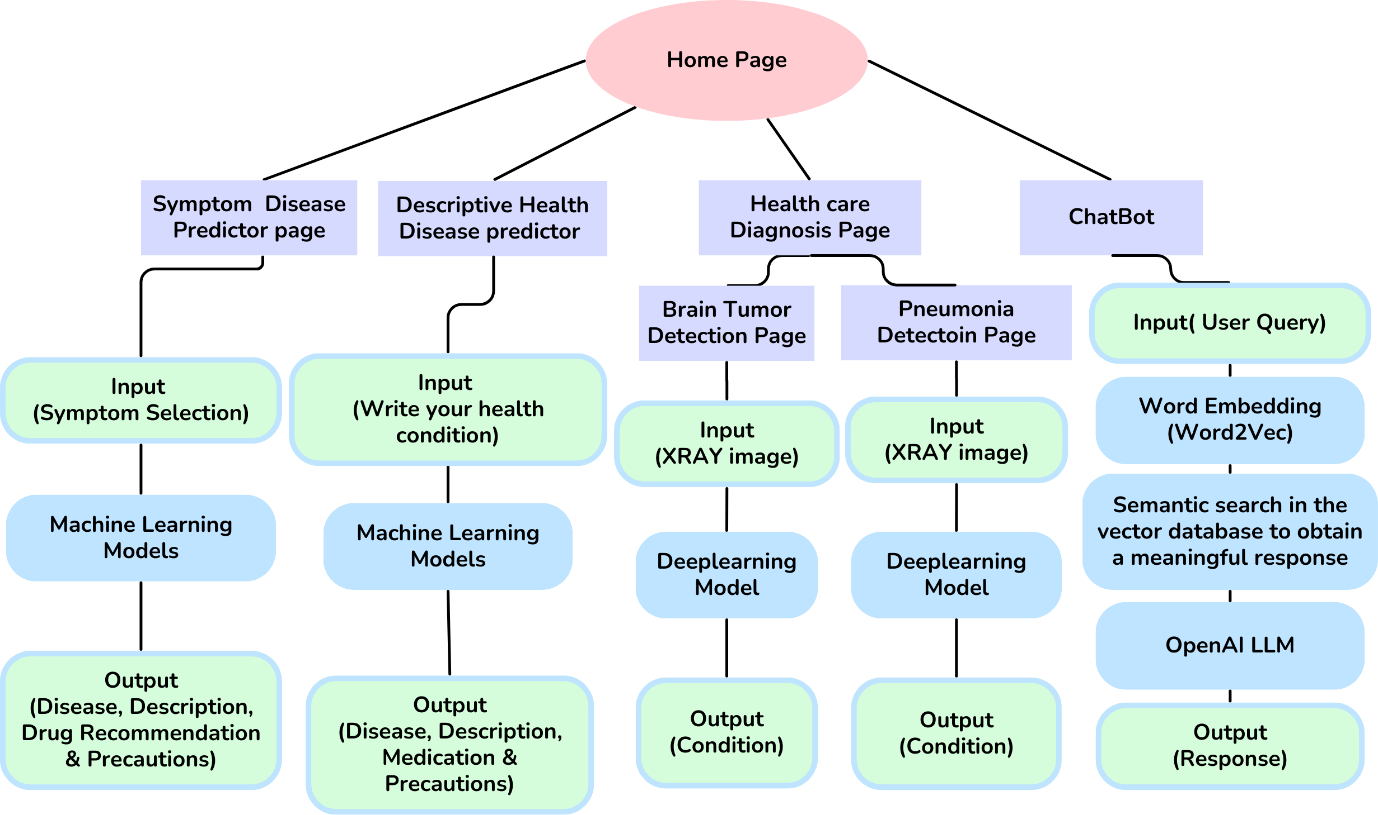 Home Page
Symptom  Disease
Predictor page
Descriptive Health
Disease predictor
Health care
Diagnosis Page
ChatBot
Brain Tumor
Detection Page
Pneumonia
Detectoin Page
Input( User Query)
Input
(Symptom Selection)
Input
(Write your health
condition)
Input
(XRAY image)
Input
(XRAY image)
Word Embedding
(Word2Vec)
Machine Learning
Models
Machine Learning
Models
Deeplearning
Model
Deeplearning
Model
Semantic search in the
vector database to obtain
a meaningful response
OpenAI LLM
Output
(Disease, Description,
Drug Recommendation
& Precautions)
Output
(Disease, Description,
Medication &
Precautions)
Output
(Condition)
Output
(Condition)
Output
(Response)